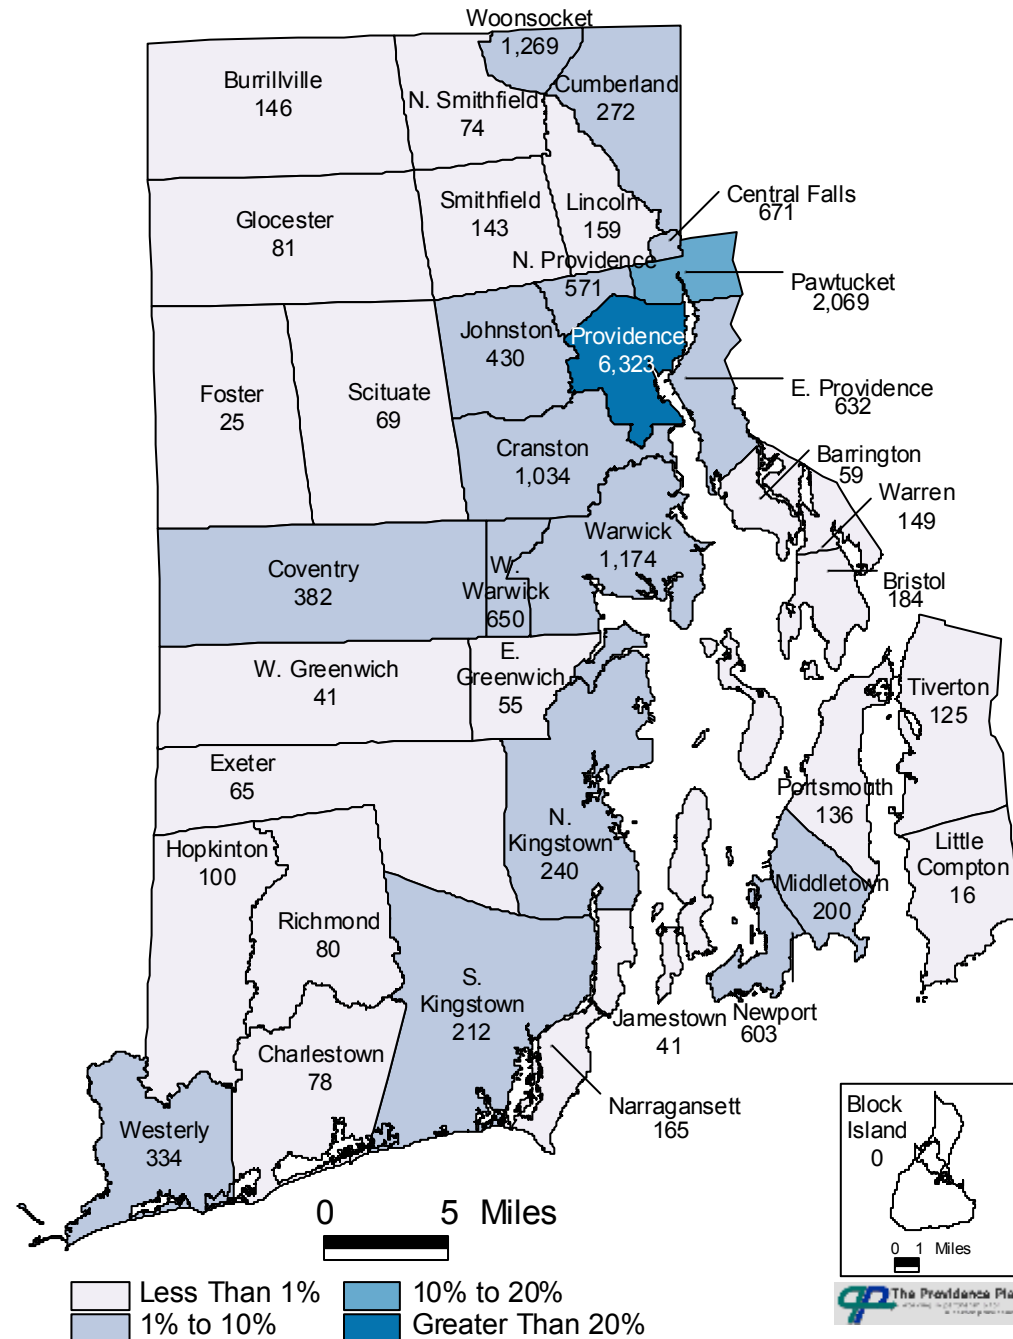 Woonsocket
1,269
Burrillville
146
N. Smithfield
74
Cumberland
272
Glocester
81
Smithfield
143
Lincoln
159
Central Falls
671
N. Providence
571
Pawtucket
2,069
Johnston
430
Providence
6,323
Foster
25
Scituate
69
E. Providence
632
Cranston
1,034
Barrington
59
Warren
149
Warwick
1,174
Coventry
382
W.
Warwick
650
Bristol
184
W. Greenwich
41
E.
Greenwich
55
Tiverton
125
Exeter
65
Portsmouth
136
N.
Kingstown
240
Hopkinton
100
Little
Compton
16
Middletown
200
Richmond
80
S.
Kingstown
212
Jamestown
41
Newport
603
Charlestown
78
Narragansett
165
Westerly
334
Block
Island
0
0 5 Miles
0 1 Miles
Less Than 1%
10% to 20%
1% to 10%
Greater Than 20%
The Providence Pla